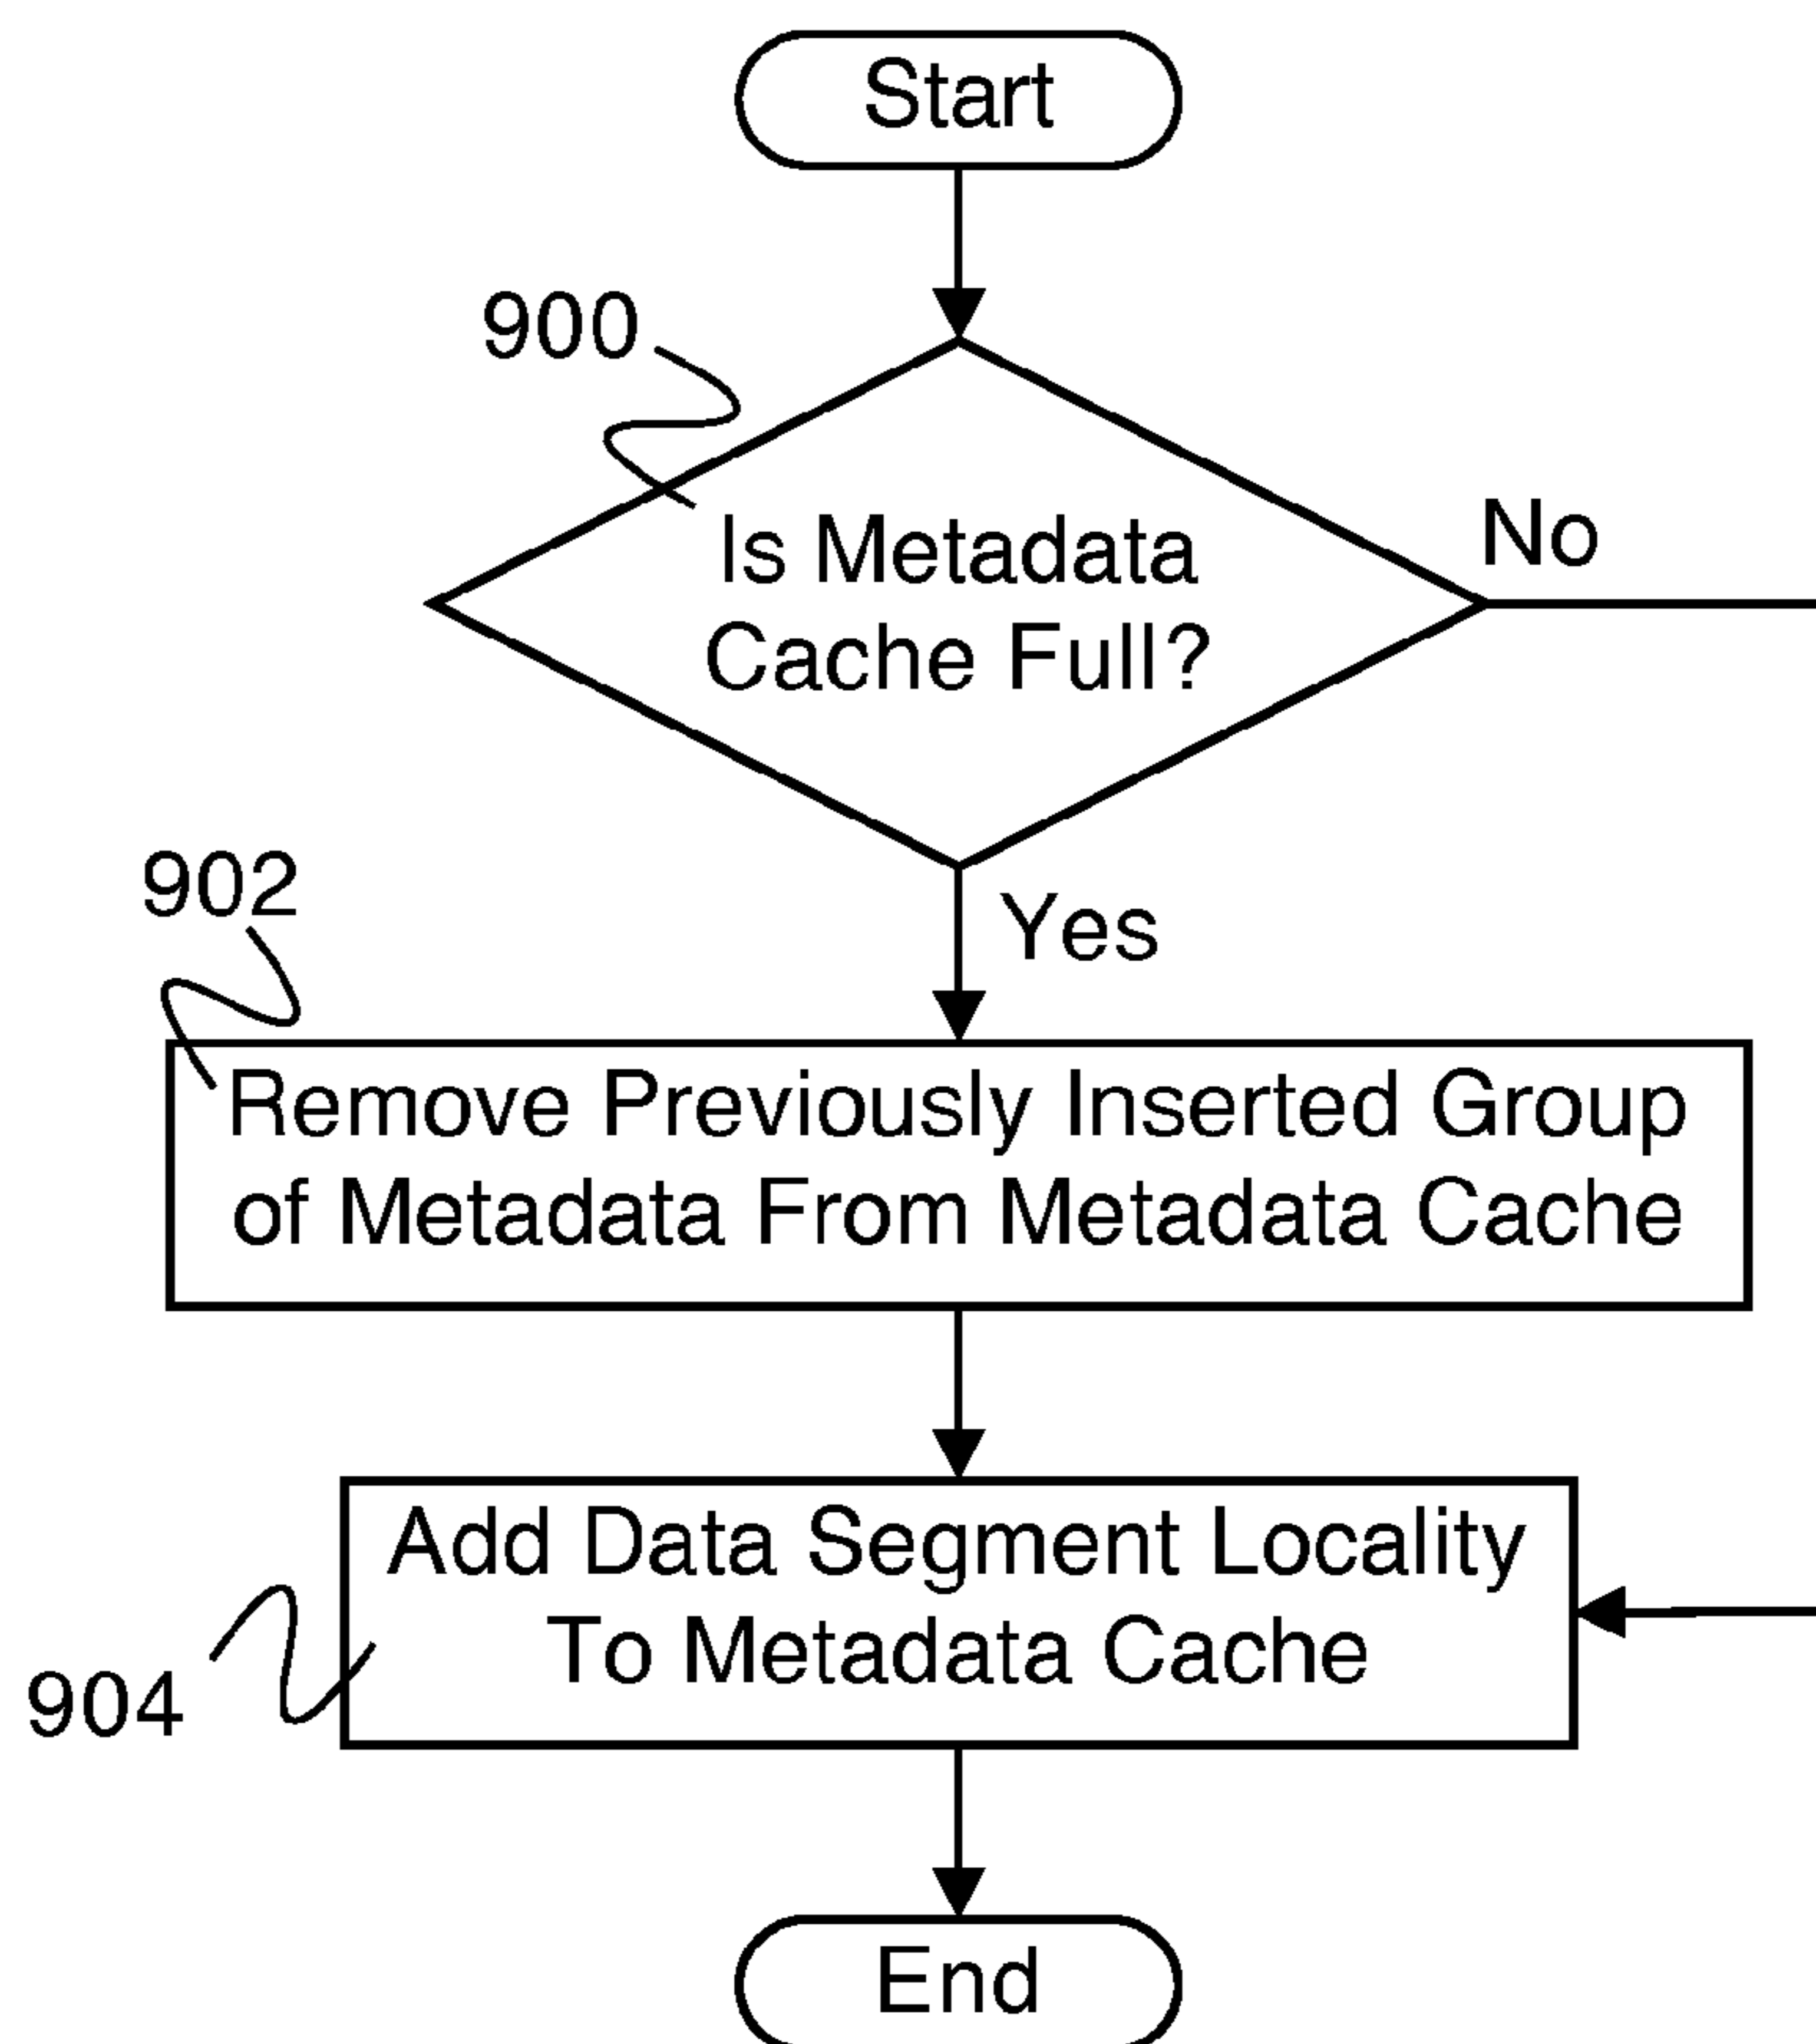 Start
900
Is Metadata
Cache Full?
No
902
Yes
Remove Previously Inserted Group
of Metadata From Metadata Cache
Add Data Segment Locality
To Metadata Cache
904
End